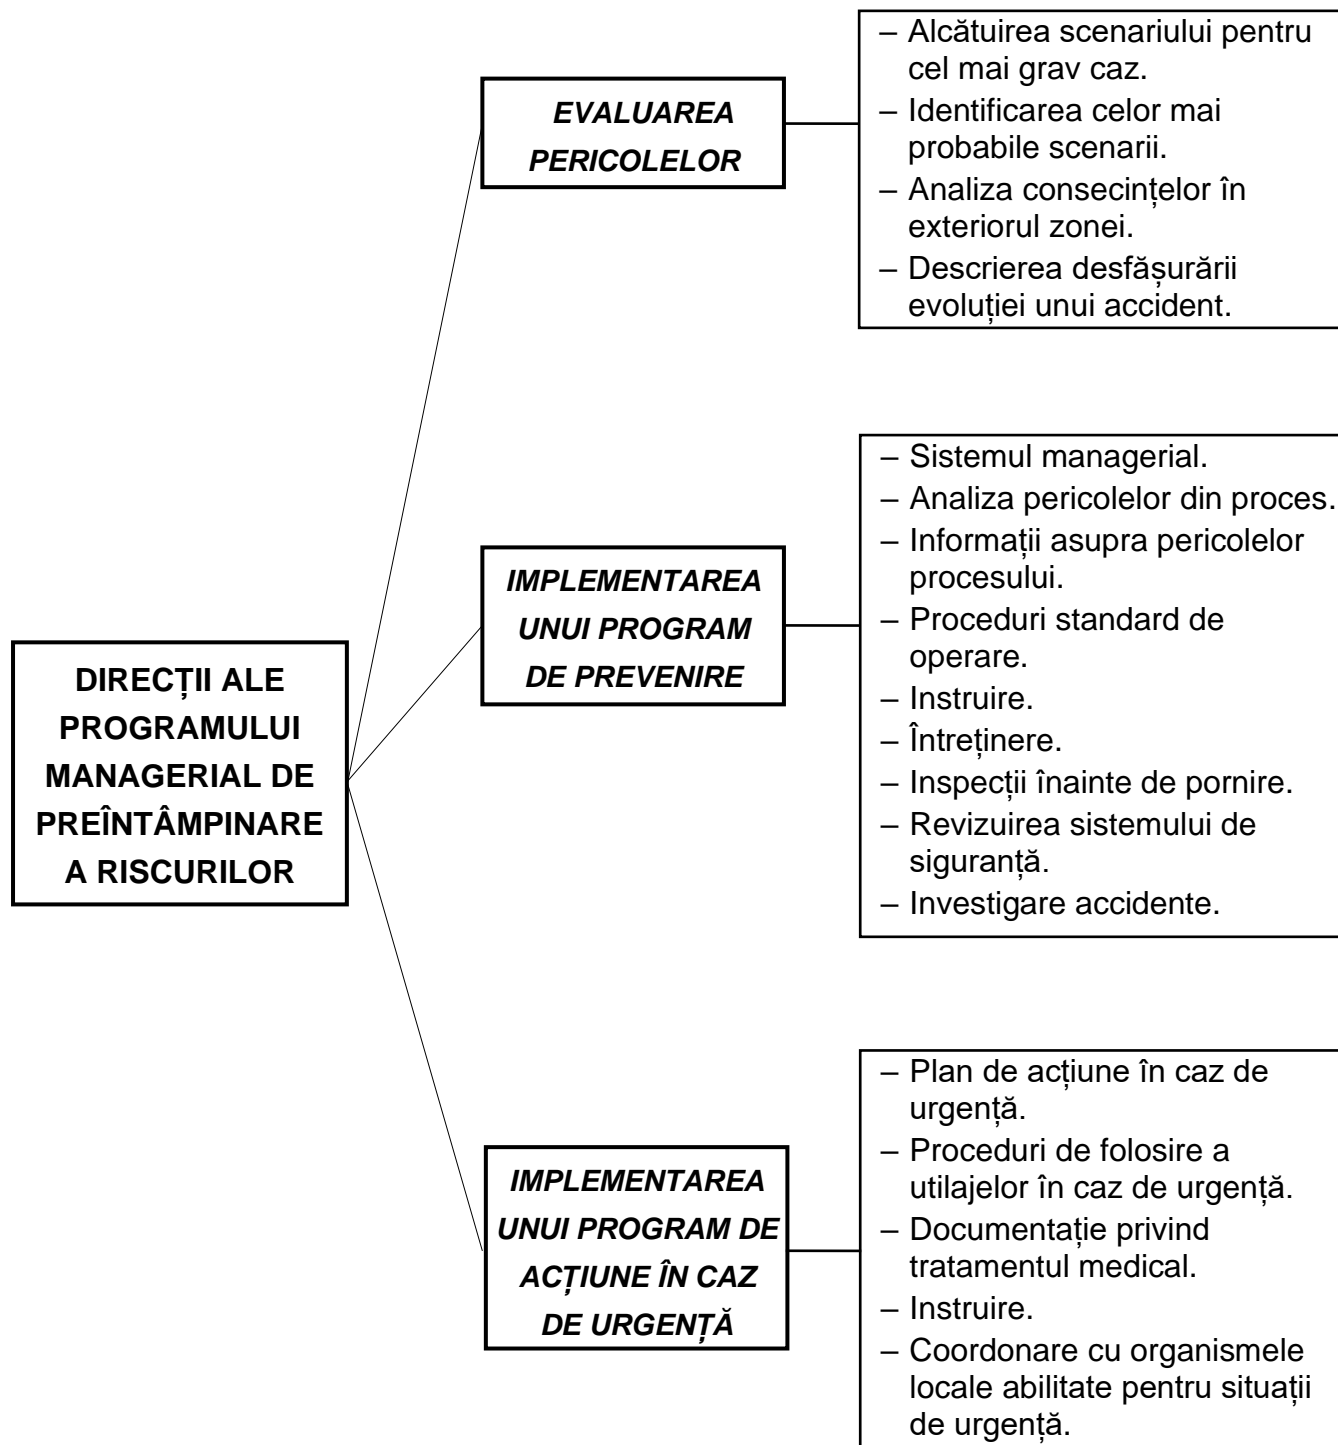 DIRECȚII ALE
PROGRAMULUI
MANAGERIAL DE
PREÎNTÂMPINARE
A RISCURILOR
EVALUAREA
PERICOLELOR
– Alcătuirea scenariului pentru
cel mai grav caz.
– Identificarea celor mai
probabile scenarii.
– Analiza consecințelor în
exteriorul zonei.
– Descrierea desfășurării
evoluției unui accident.
IMPLEMENTAREA
UNUI PROGRAM
DE PREVENIRE
– Sistemul managerial.
– Analiza pericolelor din proces.
– Informații asupra pericolelor
procesului.
– Proceduri standard de
operare.
– Instruire.
– Întreținere.
– Inspecții înainte de pornire.
– Revizuirea sistemului de
siguranță.
– Investigare accidente.
IMPLEMENTAREA
UNUI PROGRAM DE
ACȚIUNE ÎN CAZ
DE URGENȚĂ
– Plan de acțiune în caz de
urgență.
– Proceduri de folosire a
utilajelor în caz de urgență.
– Documentație privind
tratamentul medical.
– Instruire.
– Coordonare cu organismele
locale abilitate pentru situații
de urgență.